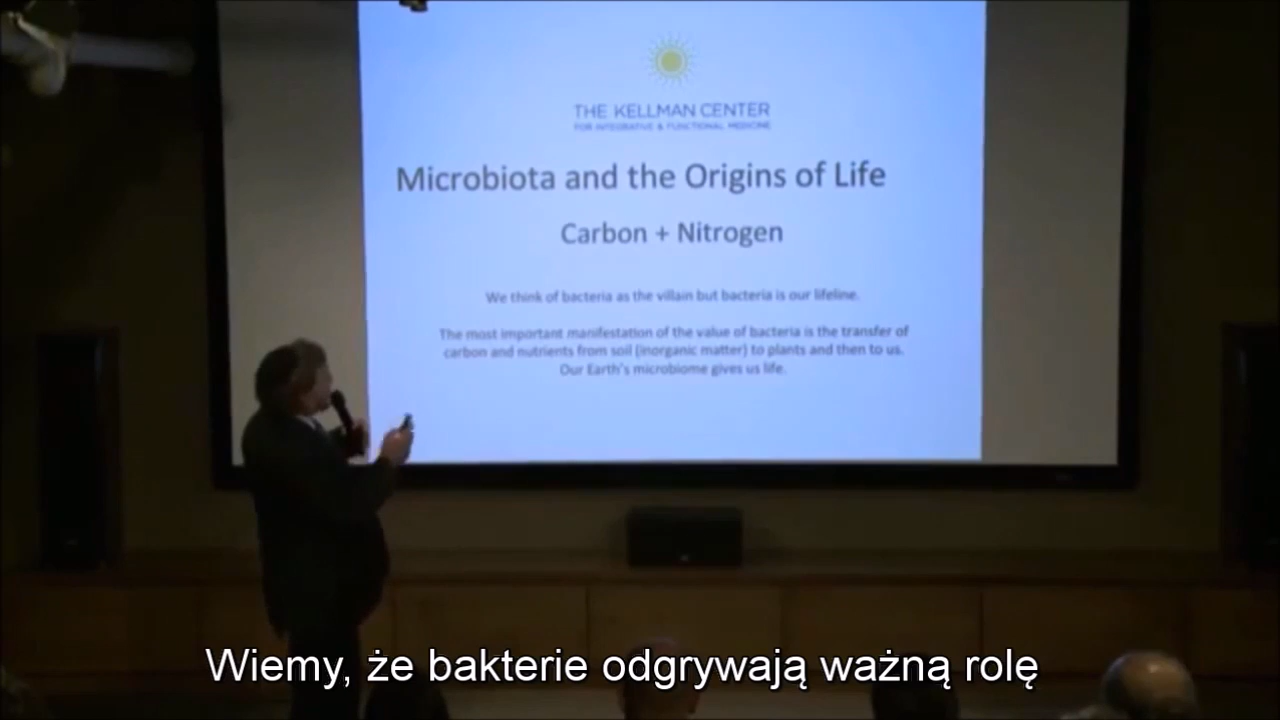 THE KELLMAN CENTER
FOR INTEGRATIVE & FUNCTIONAL MEDICINE
Microbiota and the Origins of Life
Carbon + Nitrogen
We think of bacteria as the villain but bacteria is our lifeline.
The most important manifestation of the value of bacteria is the transfer of
carbon and nutrients from soil (inorganic matter) to plants and then to us.
Our Earth's microbiome gives us life.
Wiemy, że bakterie odgrywają ważną rolę